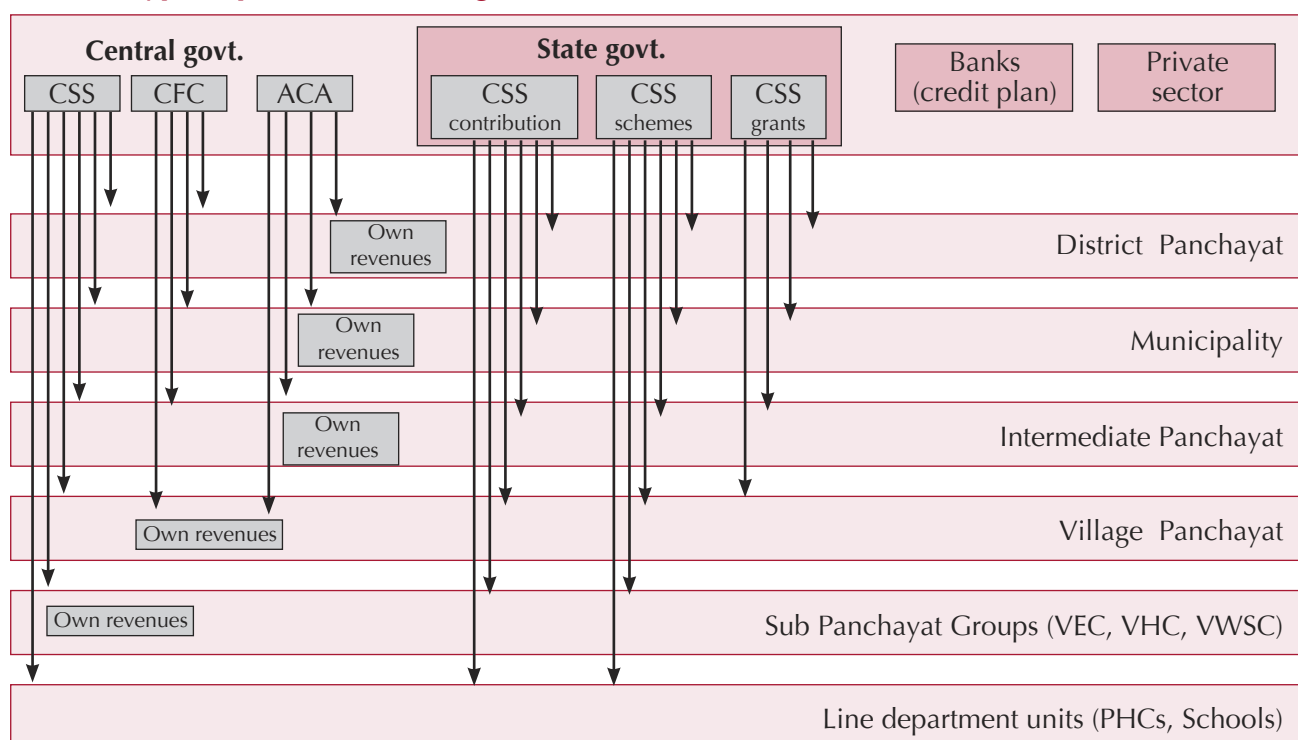 Central govt.
State govt.
CSS
CFC
ACA
CSS
contribution
CSS
schemes
CSS
grants
Banks
(credit plan)
Private
sector
Own
revenues
District Panchayat
Own
revenues
Municipality
Own
revenues
Intermediate Panchayat
Own revenues
Village Panchayat
Own revenues
Sub Panchayat Groups (VEC, VHC, VWSC)
Line department units (PHCs, Schools)